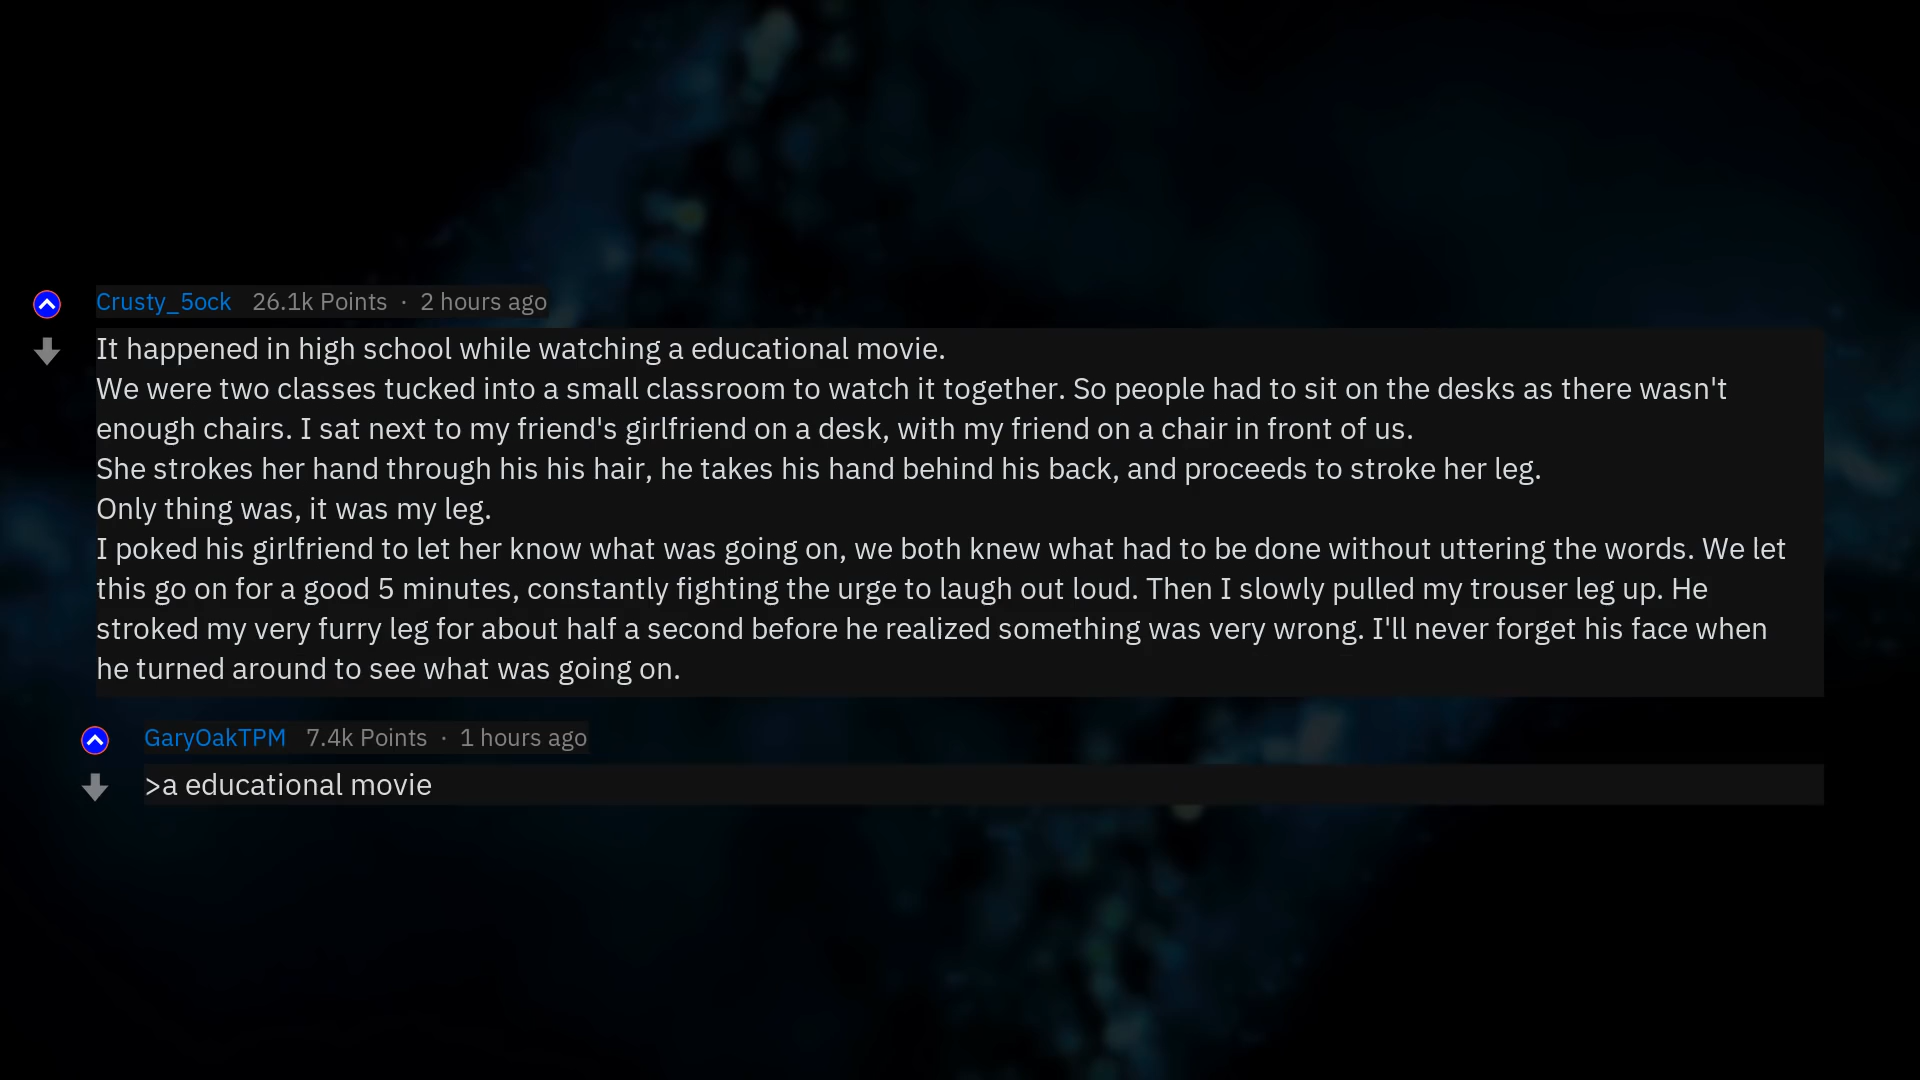 Crusty_5ock 26.1k Points · 2 hours ago
It happened in high school while watching a educational movie.
We were two classes tucked into a small classroom to watch it together. So people had to sit on the desks as there wasn't
enough chairs. I sat next to my friend's girlfriend on a desk, with my friend on a chair in front of us.
She strokes her hand through his his hair, he takes his hand behind his back, and proceeds to stroke her leg.
Only thing was, it was my leg.
I poked his girlfriend to let her know what was going on, we both knew what had to be done without uttering the words. We let
this go on for a good 5 minutes, constantly fighting the urge to laugh out loud. Then I slowly pulled my trouser leg up. He
stroked my very furry leg for about half a second before he realized something was very wrong. I'll never forget his face when
he turned around to see what was going on.
GaryOakTPM 7.4k Points · 1 hours ago
>a educational movie